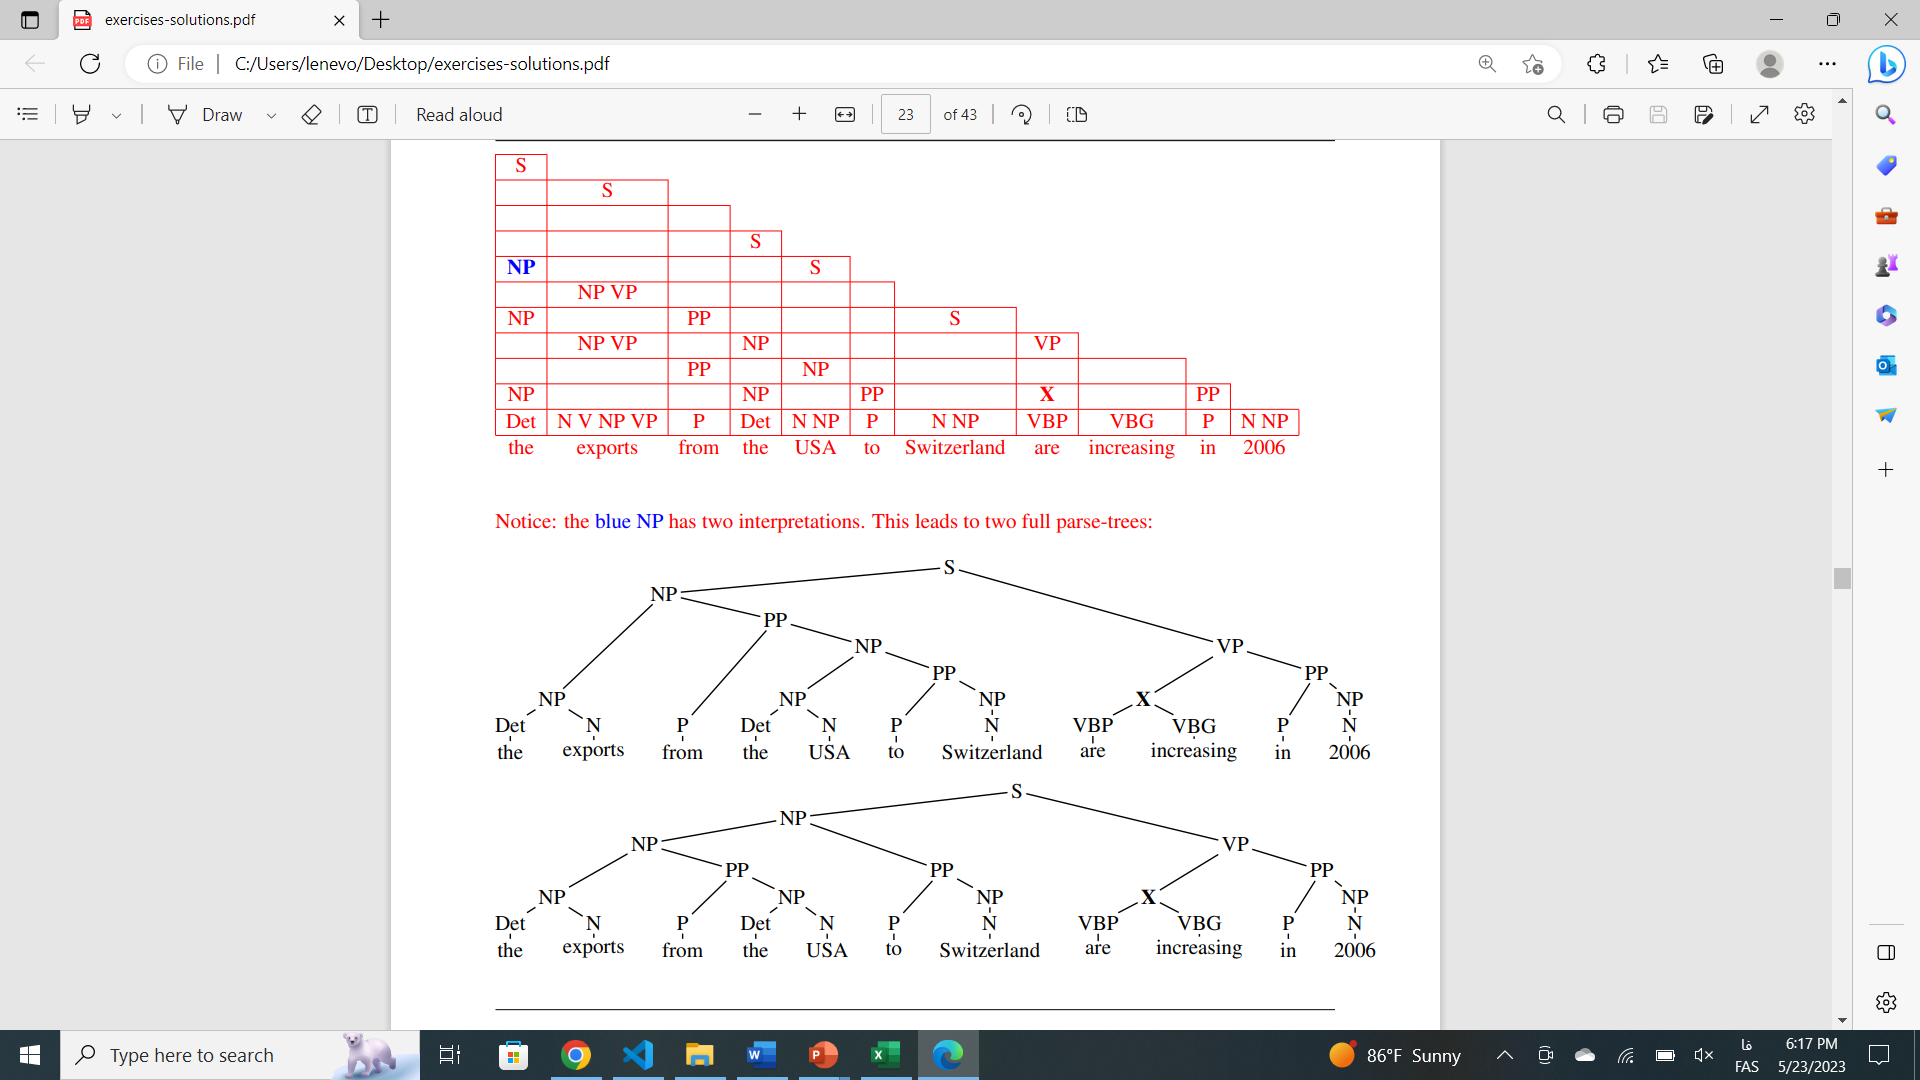 exercises-solutions.pdf
File
C:/Users/lenevo/Desktop/exercises-solutions.pdf
Draw
Read aloud
23
of 43
S
S
S
NP S
NP VP
NP PP S
NP VP NP VP
PP NP
NP NP PP X PP
Det N V NP VP P Det N NP P N NP VBP VBG P N NP
the exports from the USA to Switzerland are increasing in 2006
Notice: the blue NP has two interpretations. This leads to two full parse-trees:
S
NP
PP
NP VP
PP PP
NP NP NP X NP
Det N P Det N P N VBP VBG P N
the exports from the USA to Switzerland are increasing in 2006
S
NP
NP VP
PP PP PP
NP NP NP X NP
Det N P Det N P N VBP VBG P N
the exports from the USA to Switzerland are increasing in 2006
Type here to search
86°F Sunny
فا
FAS
6:17 PM
5/23/2023